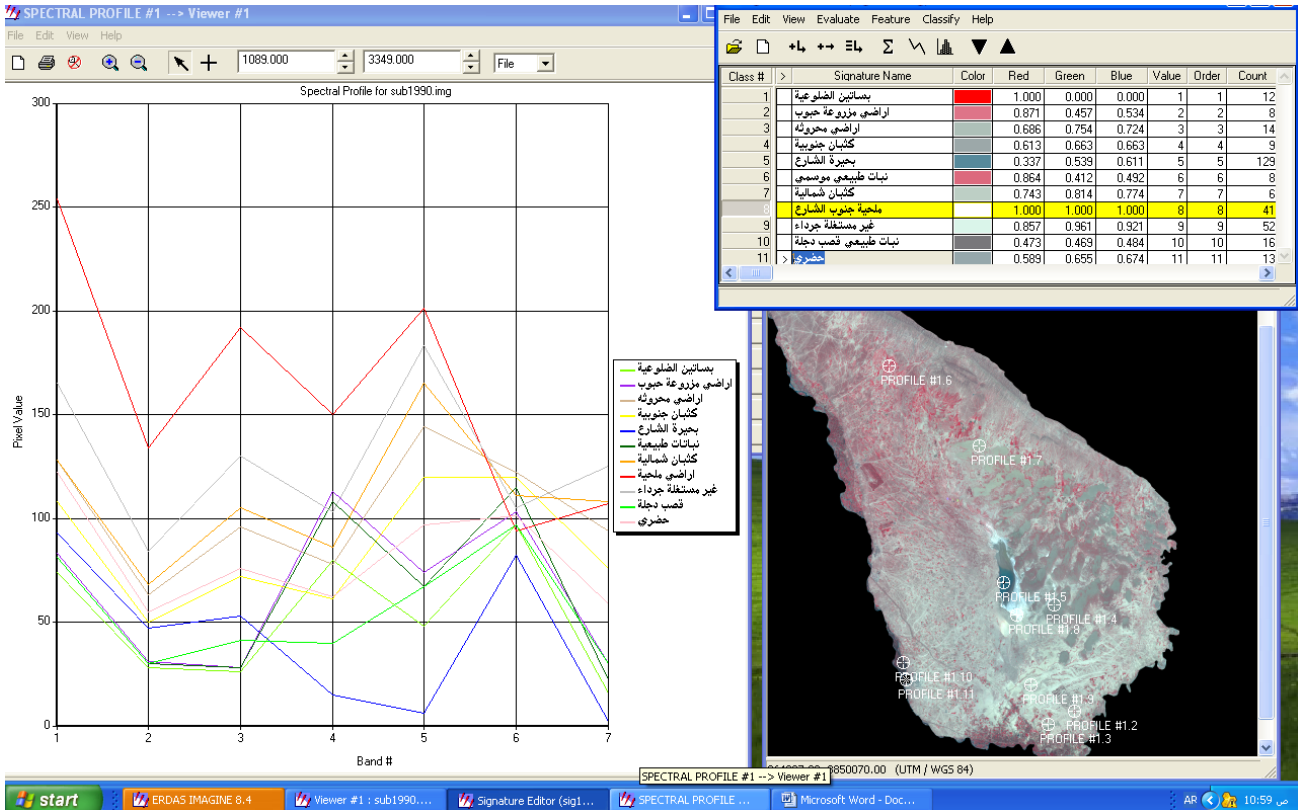 SPECTRAL PROFILE #1 --> Viewer #1
File Edit View Help
1089.000 3349.000 File
Spectral Profile for sub1990.img
300
250
200
150
100
50
0
Pixel Value
1 2 3 4 5 6 7
Band #
بساتين الضلوعية
اراضي مزروعة حبوب
اراضي محروثه
كثبان جنوبية
بحيرة الشارع
نباتات طبيعية
كثبان شمالية
اراضي ملحية
غير مستغلة جرداء
قصب دجلة
حضري
File Edit View Evaluate Feature Classify Help
Class # > Signature Name Color Red Green Blue Value Order Count
1 بساتين الضلوعية 1.000 0.000 0.000 1 1 12
2 اراضي مزروعة حبوب 0.871 0.457 0.534 2 2 8
3 اراضي محروثه 0.686 0.754 0.724 3 3 14
4 كثبان جنوبية 0.613 0.663 0.663 4 4 9
5 بحيرة الشارع 0.337 0.539 0.611 5 5 129
6 نبات طبيعي موسمي 0.864 0.412 0.492 6 6 8
7 كثبان شمالية 0.743 0.814 0.774 7 7 6
8 ملحية جنوب الشارع 1.000 1.000 1.000 8 8 41
9 غير مستغلة جرداء 0.857 0.961 0.921 9 9 52
10 نبات طبيعي قصب دجلة 0.473 0.469 0.484 10 10 16
11 > حضري 0.589 0.655 0.674 11 11 13
PROFILE #1.6
PROFILE #1.7
PROFILE #1.5
PROFILE #1.4
PROFILE #1.8
PROFILE #1.10
PROFILE #1.11
PROFILE #1.9
PROFILE #1.2
PROFILE #1.3
3850070.00 (UTM / WGS 84)
SPECTRAL PROFILE #1 --> Viewer #1
start ERDAS IMAGINE 8.4 Viewer #1 : sub1990.... Signature Editor (sig1... SPECTRAL PROFILE ... Microsoft Word - Doc... AR 10:59 ص